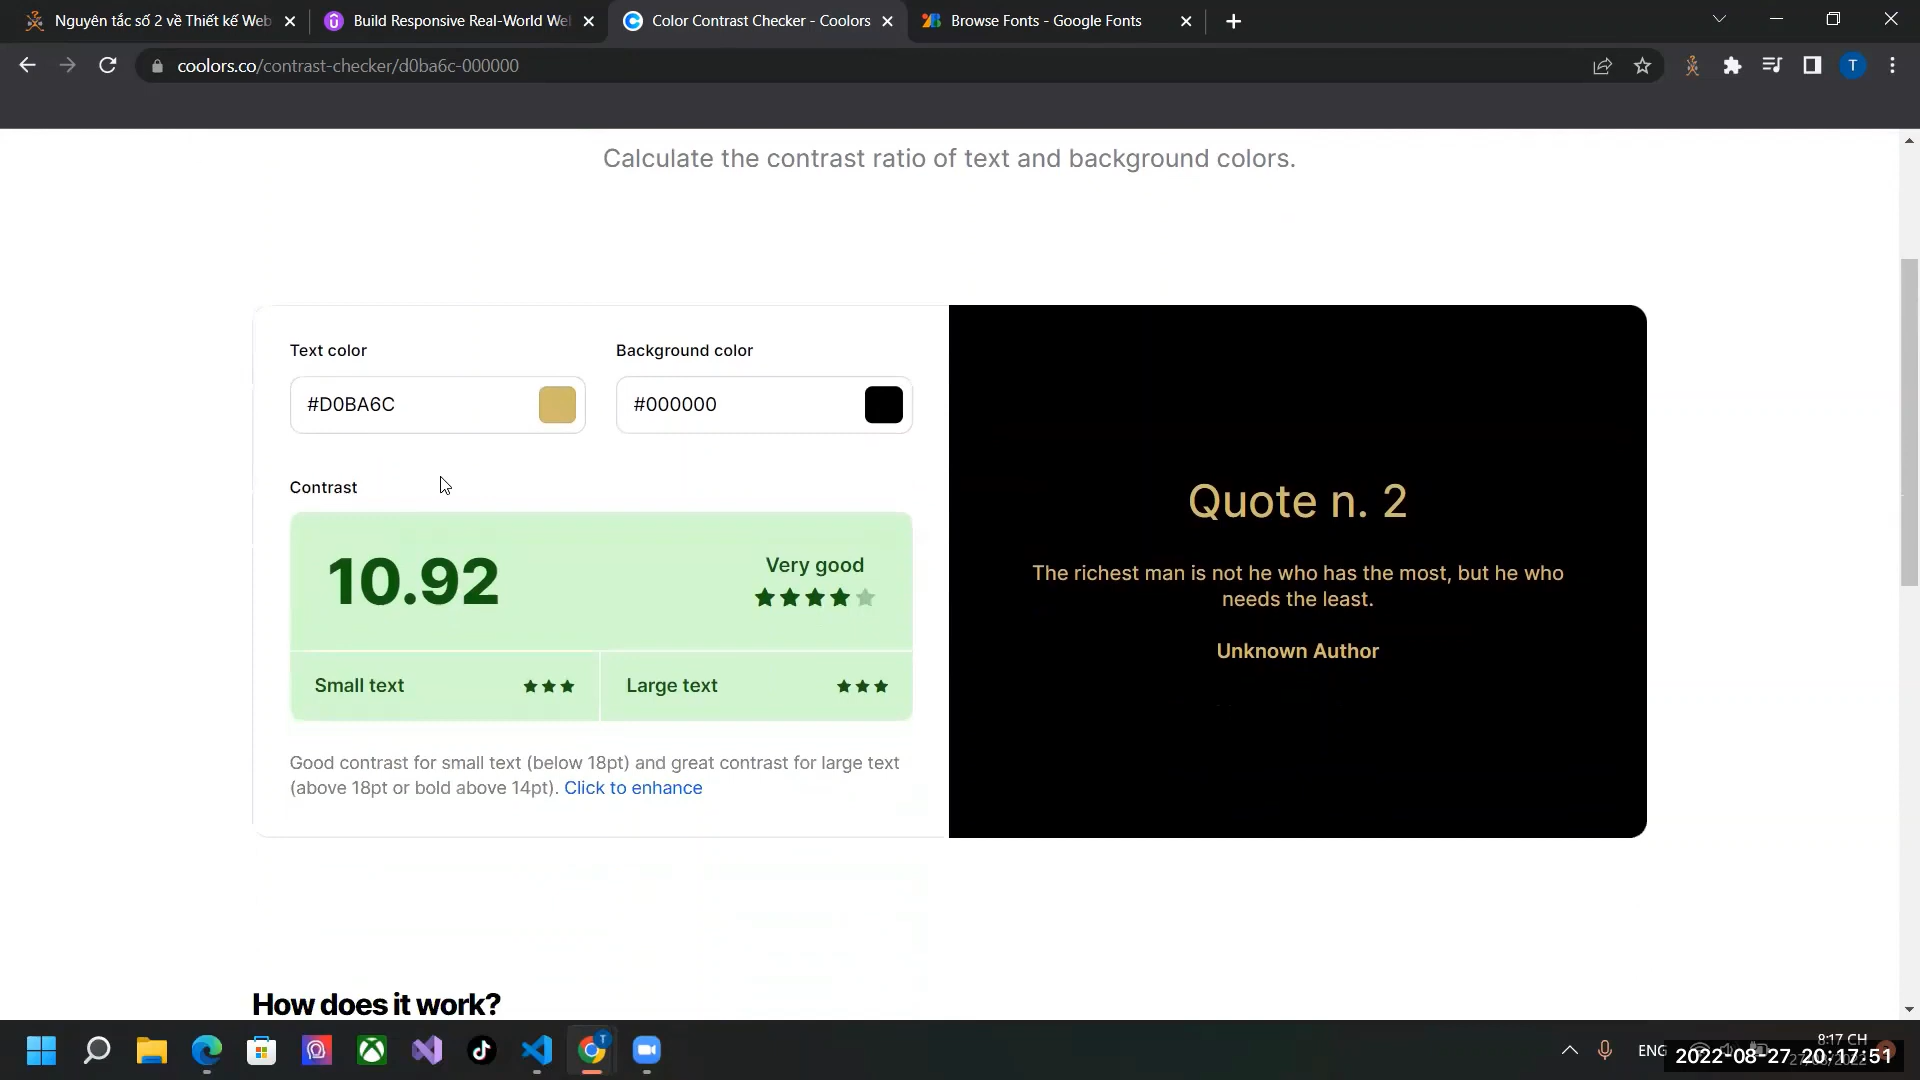 Nguyên tắc số 2 về Thiết kế Web
Build Responsive Real-World We
Color Contrast Checker - Coolors
Browse Fonts - Google Fonts
coolors.co/contrast-checker/d0ba6c-000000
T
Calculate the contrast ratio of text and background colors.
Text color
Background color
#D0BA6C
#000000
Contrast
10.92
Very good
Small text
Large text
Good contrast for small text (below 18pt) and great contrast for large text
(above 18pt or bold above 14pt). Click to enhance
Quote n. 2
The richest man is not he who has the most, but he who
needs the least.
Unknown Author
How does it work?
ENG
8:17 CH
2022-08-27 20:17:51